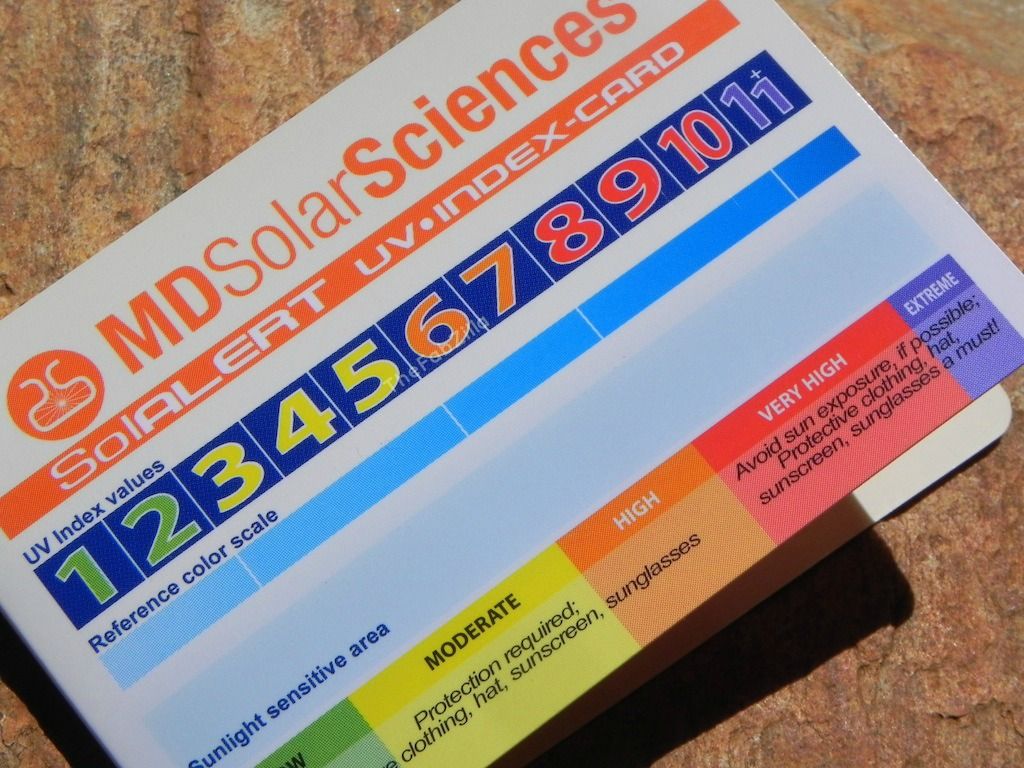 MDSolarSciences
SolALERT UV•INDEX-CARD
UV Index values
1 2 3 4 5 6 7 8 9 10 11+
Reference color scale
Sunlight sensitive area
MODERATE HIGH VERY HIGH EXTREME
Protection required;
clothing, hat, sunscreen, sunglasses
Avoid sun exposure, if possible;
Protective clothing, hat,
sunscreen, sunglasses a must!
TheFabZilla